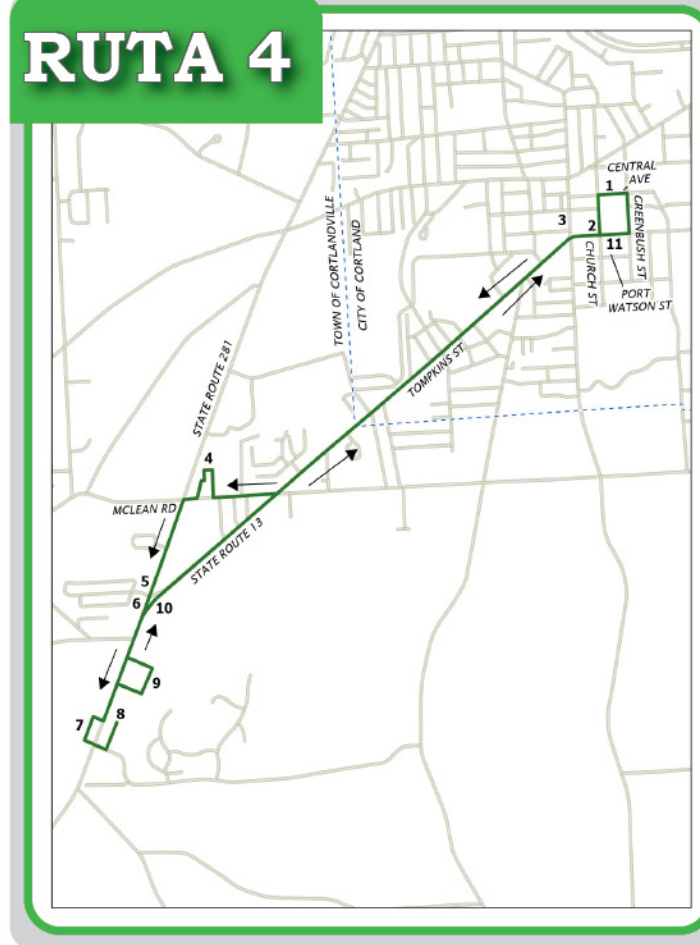 RUTA 4
CENTRAL
AVE
1
GREENBUSH ST
3
2
11
CHURCH ST
PORT
WATSON ST
TOWN OF CORTLANDVILLE
CITY OF CORTLAND
STATE ROUTE 281
TOMPKINS ST
4
MCLEAN RD
STATE ROUTE 13
5
6
10
9
7
8